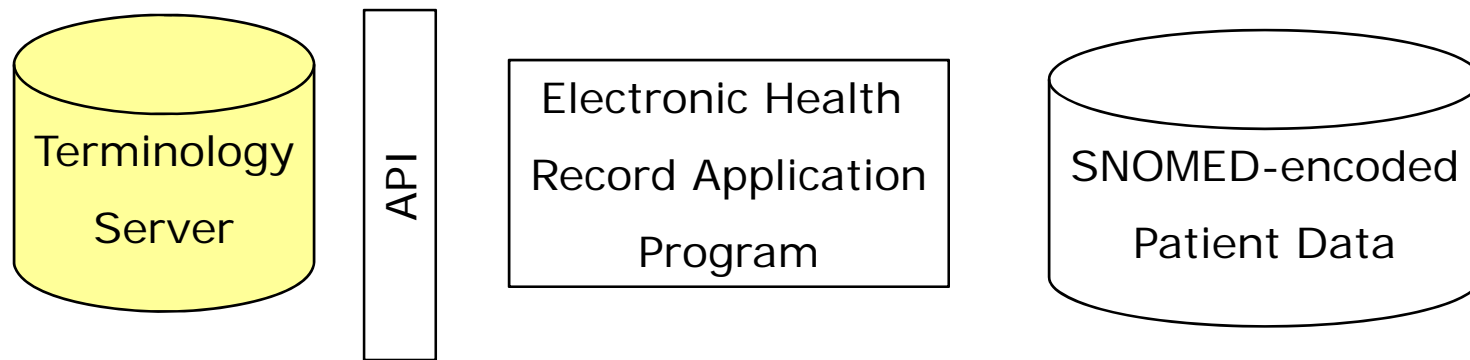 Terminology
Server
API
Electronic Health
Record Application
Program
SNOMED-encoded
Patient Data